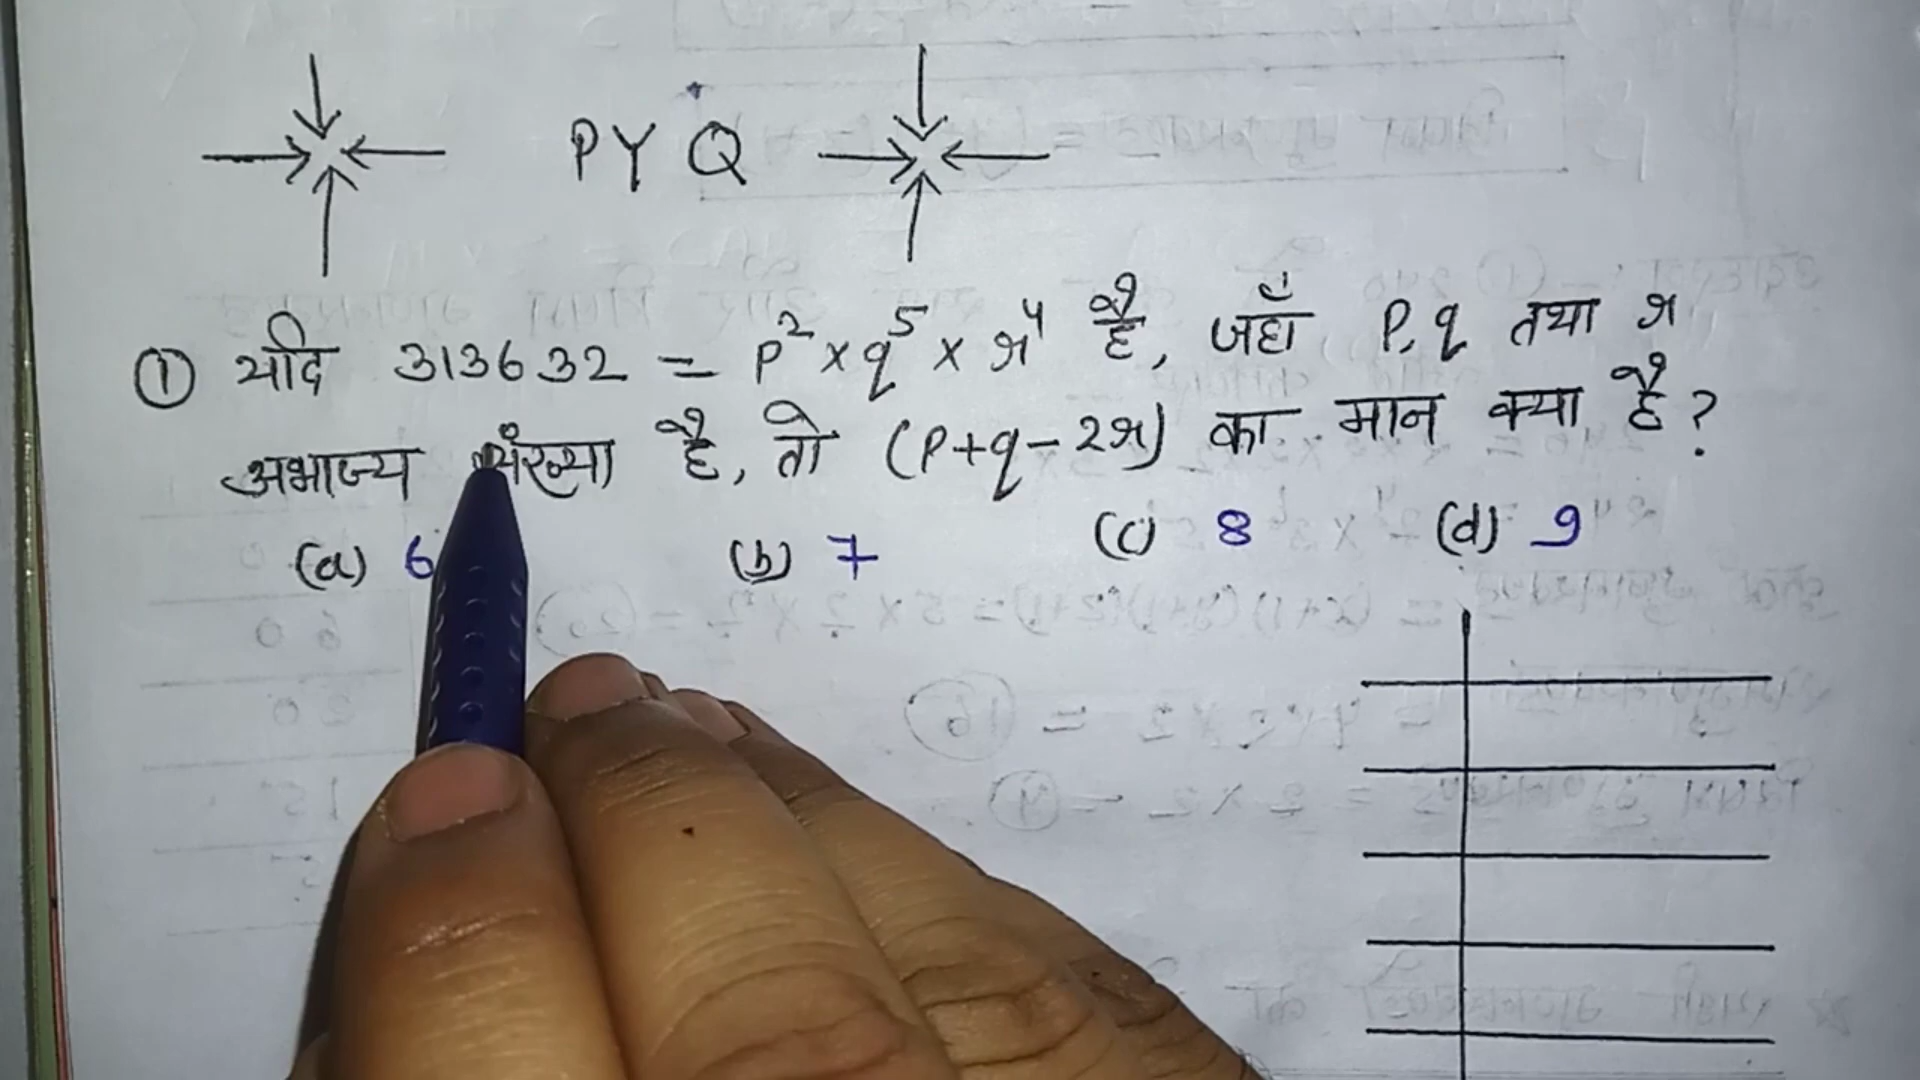 PYQ
① यदि 313632 = p² × q⁵ × r⁴ है, जहाँ P, q तथा r
अभाज्य संख्या है, तो (P+q-2r) का मान क्या है?
(a) 6 (b) 7 (c) 8 (d) 9